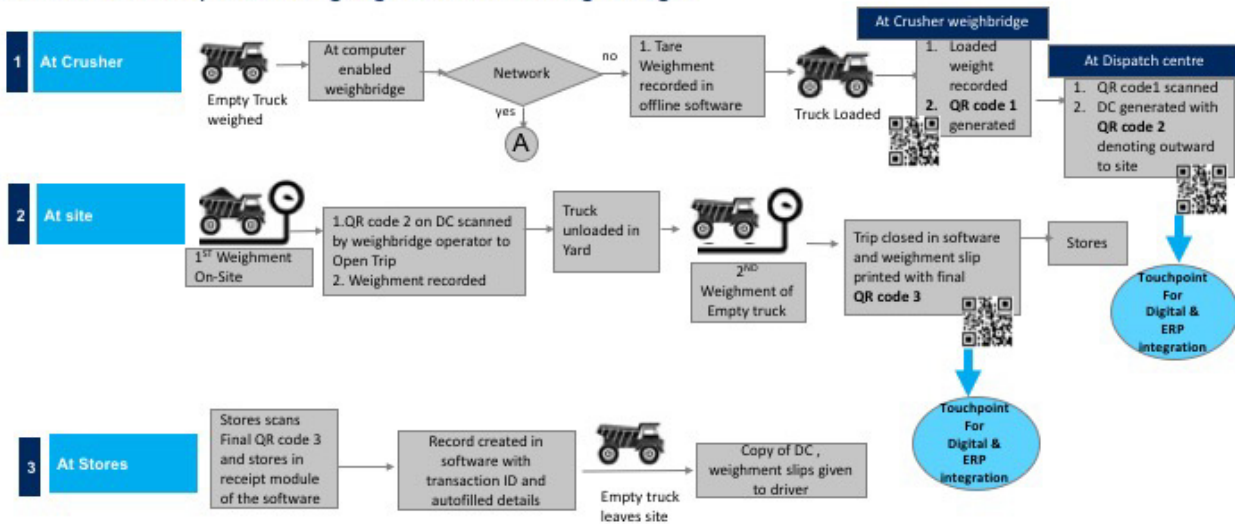 1
At Crusher
Empty Truck
weighed
At computer
enabled
weighbridge
Network
no
yes
A
1. Tare
Weighment
recorded in
offline software
Truck Loaded
At Crusher weighbridge
1. Loaded
weight
recorded
2. QR code 1
generated
At Dispatch centre
1. QR code1 scanned
2. DC generated with
QR code 2
denoting outward
to site
Touchpoint
For
Digital &
ERP
integration
2
At site
1ST Weighment
On-Site
1.QR code 2 on DC scanned
by weighbridge operator to
Open Trip
2. Weighment recorded
Truck
unloaded in
Yard
2ND
Weighment of
Empty truck
Trip closed in software
and weighment slip
printed with final
QR code 3
Stores
Touchpoint
For
Digital &
ERP
integration
3
At Stores
Stores scans
Final QR code 3
and stores in
receipt module
of the software
Record created in
software with
transaction ID and
autofilled details
Empty truck
leaves site
Copy of DC ,
weighment slips given
to driver